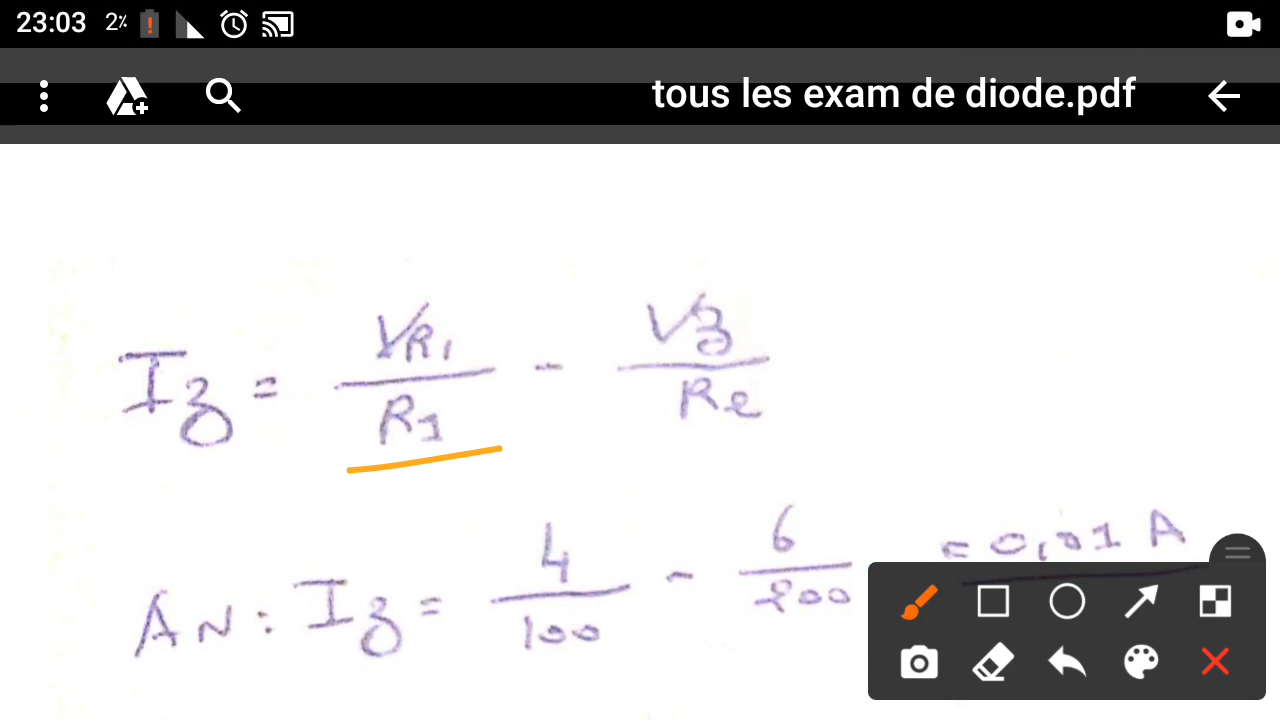 23:03 2%
tous les exam de diode.pdf
Iz = VR1/R1 - Vz/Re
AN : Iz = 4/100 - 6/200 = 0,01 A